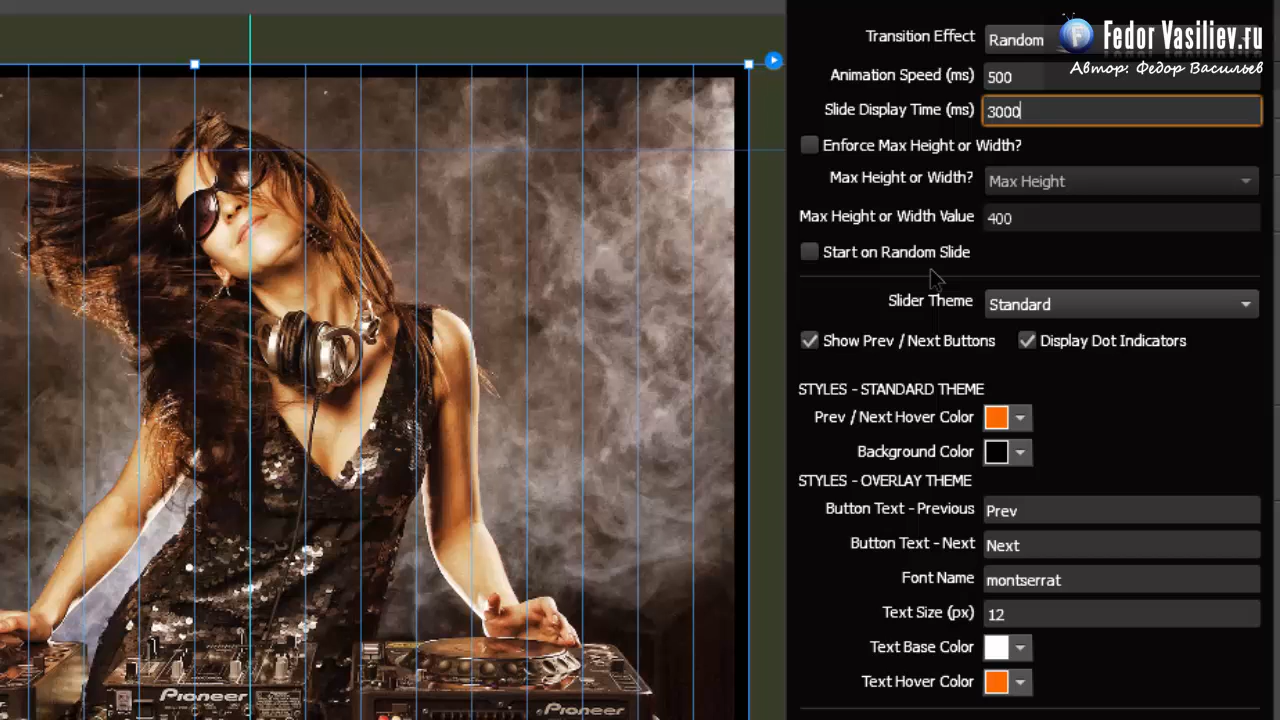 Transition Effect Random
Fedor Vasiliev.ru
Автор: Федор Васильев
Animation Speed (ms) 500
Slide Display Time (ms) 3000
Enforce Max Height or Width?
Max Height or Width? Max Height
Max Height or Width Value 400
Start on Random Slide
Slider Theme Standard
Show Prev / Next Buttons Display Dot Indicators
STYLES - STANDARD THEME
Prev / Next Hover Color
Background Color
STYLES - OVERLAY THEME
Button Text - Previous Prev
Button Text - Next Next
Font Name montserrat
Text Size (px) 12
Text Base Color
Text Hover Color
Pioneer
Pioneer